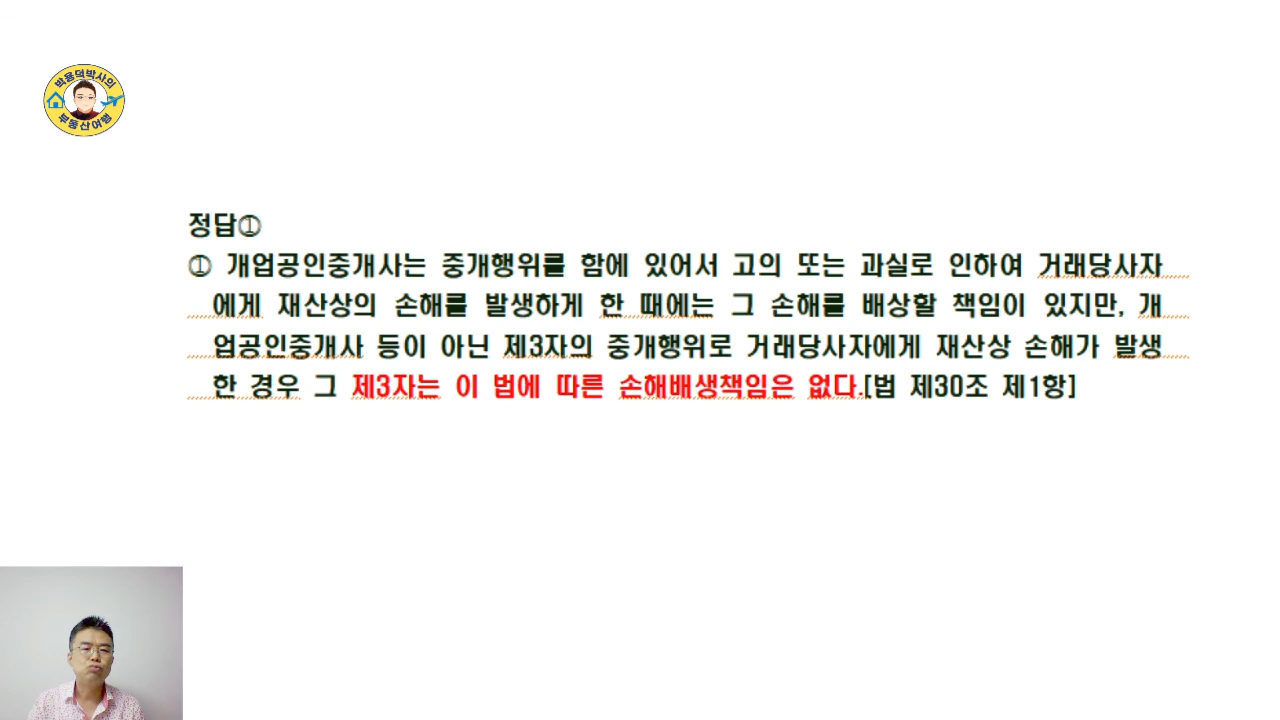 박용덕박사의
부동산여행
정답①
① 개업공인중개사는 중개행위를 함에 있어서 고의 또는 과실로 인하여 거래당사자
에게 재산상의 손해를 발생하게 한 때에는 그 손해를 배상할 책임이 있지만, 개
업공인중개사 등이 아닌 제3자의 중개행위로 거래당사자에게 재산상 손해가 발생
한 경우 그 제3자는 이 법에 따른 손해배생책임은 없다.[법 제30조 제1항]